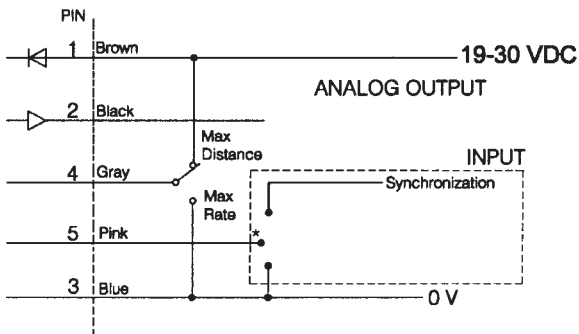 PIN
1 Brown
19-30 VDC
ANALOG OUTPUT
2 Black
Max
Distance
INPUT
4 Gray
Synchronization
Max
Rate
5 Pink
*
3 Blue
0 V